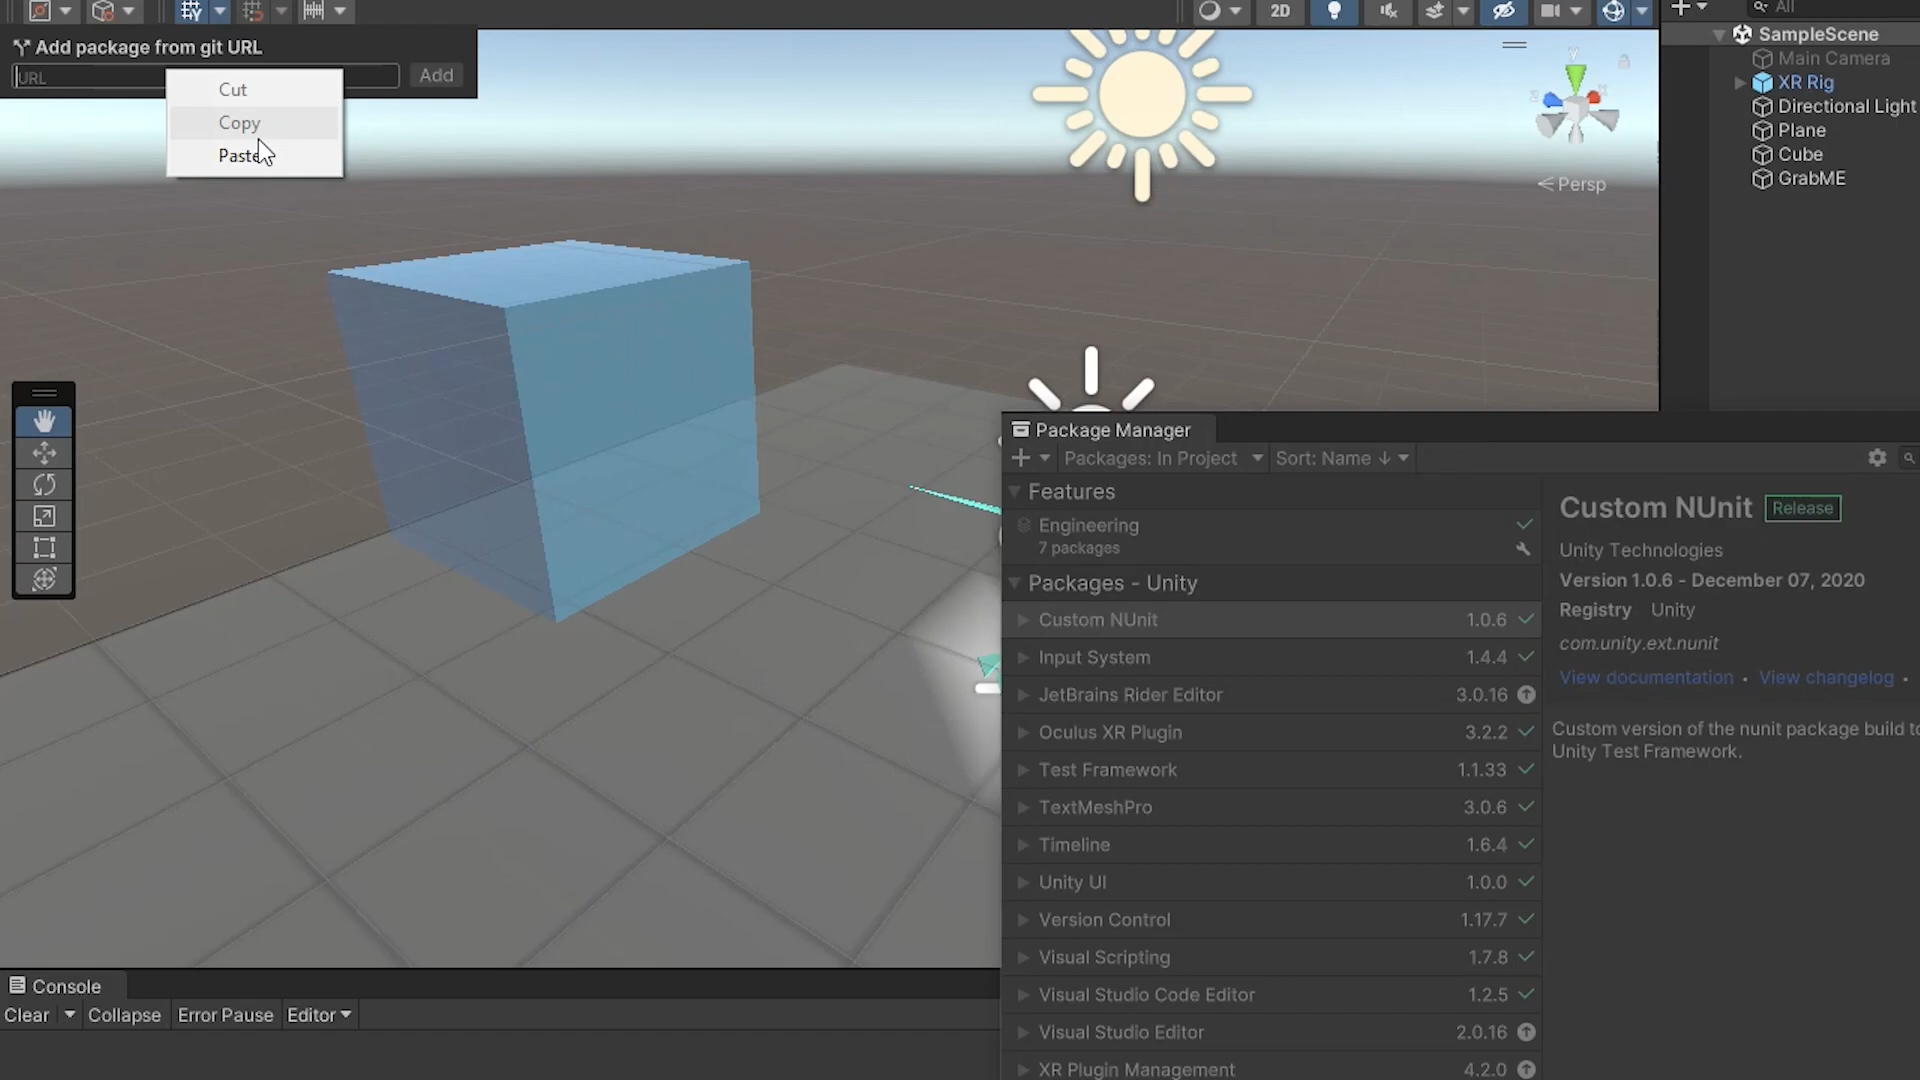 2D
All
Add package from git URL
URL
Add
Cut
Copy
Paste
Persp
SampleScene
Main Camera
XR Rig
Directional Light
Plane
Cube
GrabME
Package Manager
Packages: In Project
Sort: Name ↓
Features
Engineering
7 packages
Packages - Unity
Custom NUnit 1.0.6
Input System 1.4.4
JetBrains Rider Editor 3.0.16
Oculus XR Plugin 3.2.2
Test Framework 1.1.33
TextMeshPro 3.0.6
Timeline 1.6.4
Unity UI 1.0.0
Version Control 1.17.7
Visual Scripting 1.7.8
Visual Studio Code Editor 1.2.5
Visual Studio Editor 2.0.16
XR Plugin Management 4.2.0
Custom NUnit Release
Unity Technologies
Version 1.0.6 - December 07, 2020
Registry Unity
com.unity.ext.nunit
View documentation • View changelog •
Custom version of the nunit package build to
Unity Test Framework.
Console
Clear Collapse Error Pause Editor